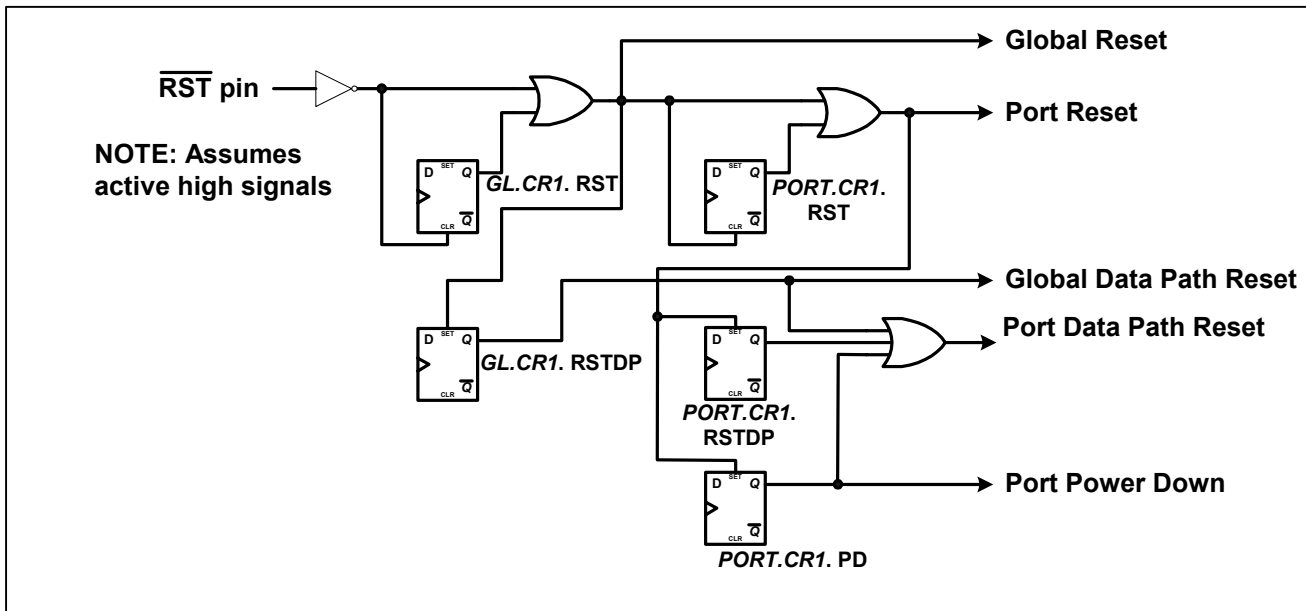 Global Reset
RST pin
Port Reset
NOTE: Assumes
active high signals
D SET Q
Q
CLR
GL.CR1. RST
D SET Q
Q
CLR
PORT.CR1.
RST
Global Data Path Reset
D SET Q
Q
CLR
GL.CR1. RSTDP
D SET Q
Q
CLR
PORT.CR1.
RSTDP
Port Data Path Reset
D SET Q
Q
CLR
PORT.CR1. PD
Port Power Down